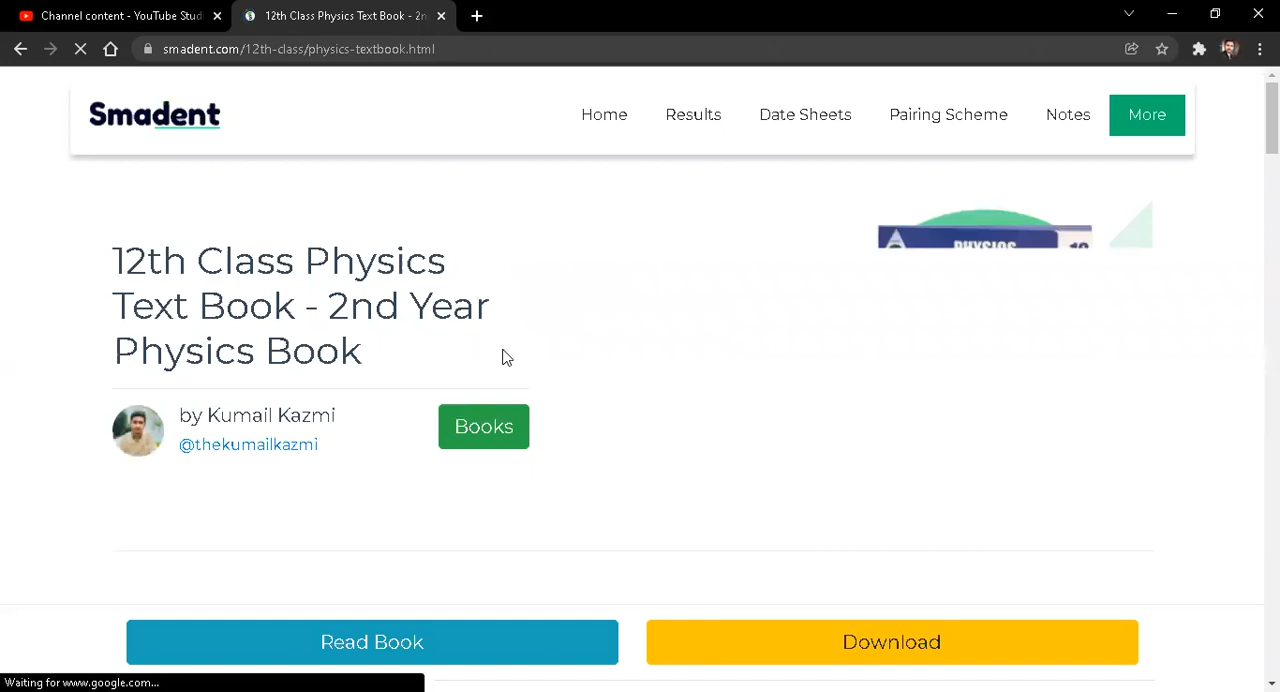 Channel content - YouTube Stud
12th Class Physics Text Book - 2n
smadent.com/12th-class/physics-textbook.html
Smadent
Home
Results
Date Sheets
Pairing Scheme
Notes
More
PHYSICS
12th Class Physics
Text Book - 2nd Year
Physics Book
by Kumail Kazmi
@thekumailkazmi
Books
Read Book
Download
Waiting for www.google.com...